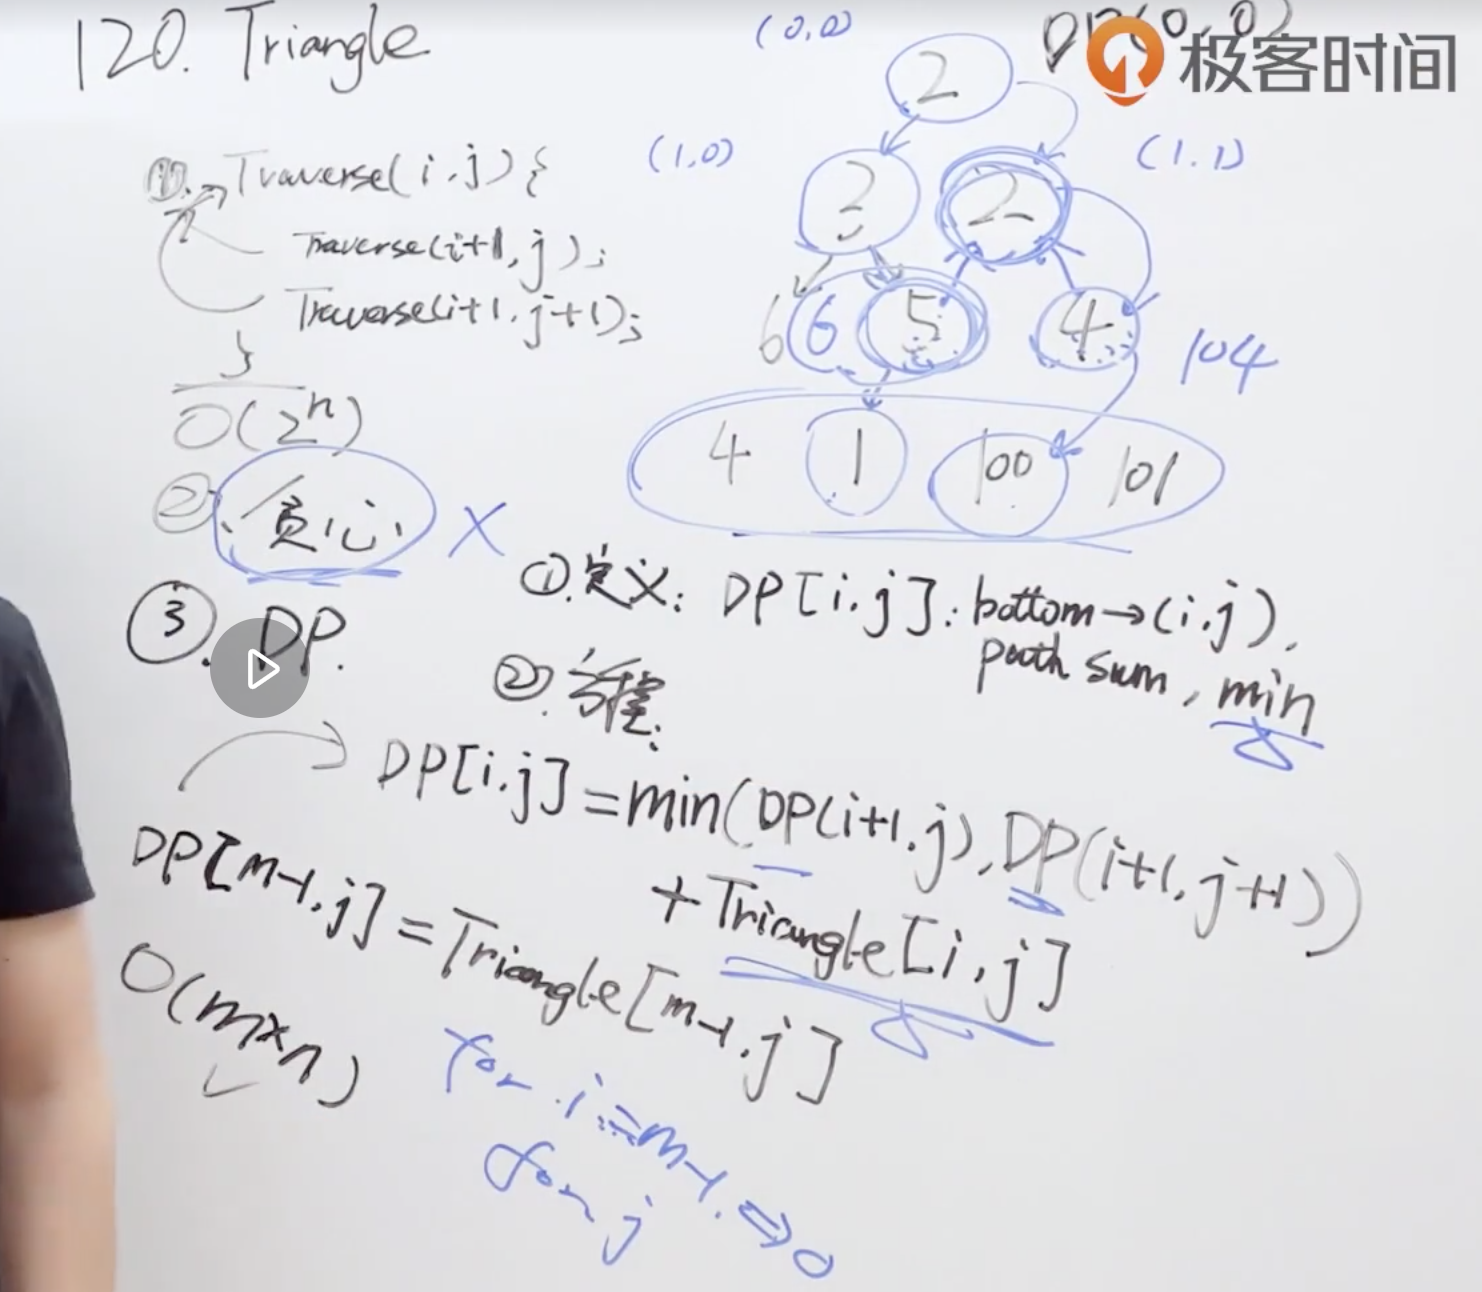 120. Triangle
(0,0)
DP(0,0)
极客时间
2
(1,0)
(1.1)
3 2
①. Traverse(i.j) {
Traverse(i+1, j);
Traverse(i+1, j+1);
}
6 6 5 4
104
O(2^n)
4 1 100 101
②. 贪心 X
①.定义: DP[i.j]: bottom→(i.j),
path sum, min
③. DP.
②.方程:
DP[i.j] = min(DP(i+1.j), DP(i+1, j+1))
+ Triangle[i,j]
DP[m-1,j] = Triangle[m-1,j]
O(m×n)
for i=m-1. ⇒ 0
for j